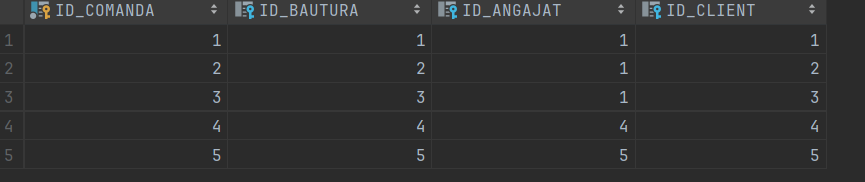 ID_COMANDA ID_BAUTURA ID_ANGAJAT ID_CLIENT
1 1 1 1 1
2 2 2 1 2
3 3 3 1 3
4 4 4 4 4
5 5 5 5 5